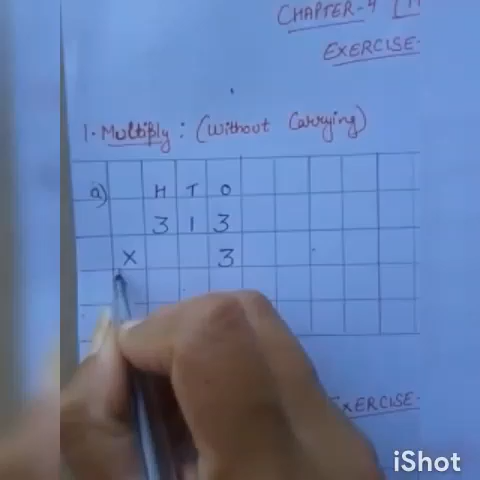 CHAPTER-4
EXERCISE-
1. Multiply : (Without Carrying)
a) H T O
3 1 3
× 3
EXERCISE-
iShot